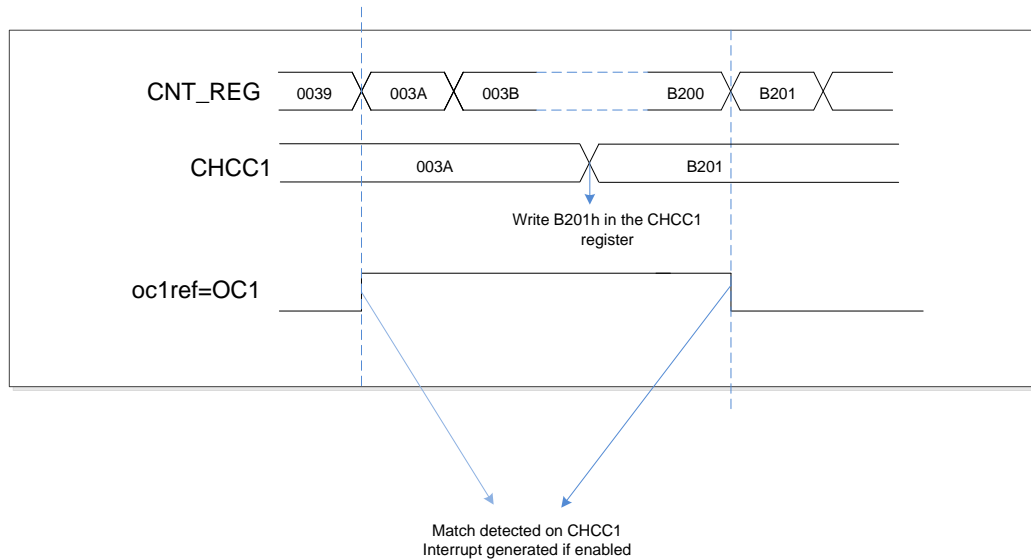 CNT_REG 0039 003A 003B B200 B201
CHCC1 003A B201
Write B201h in the CHCC1
register
oc1ref=OC1
Match detected on CHCC1
Interrupt generated if enabled